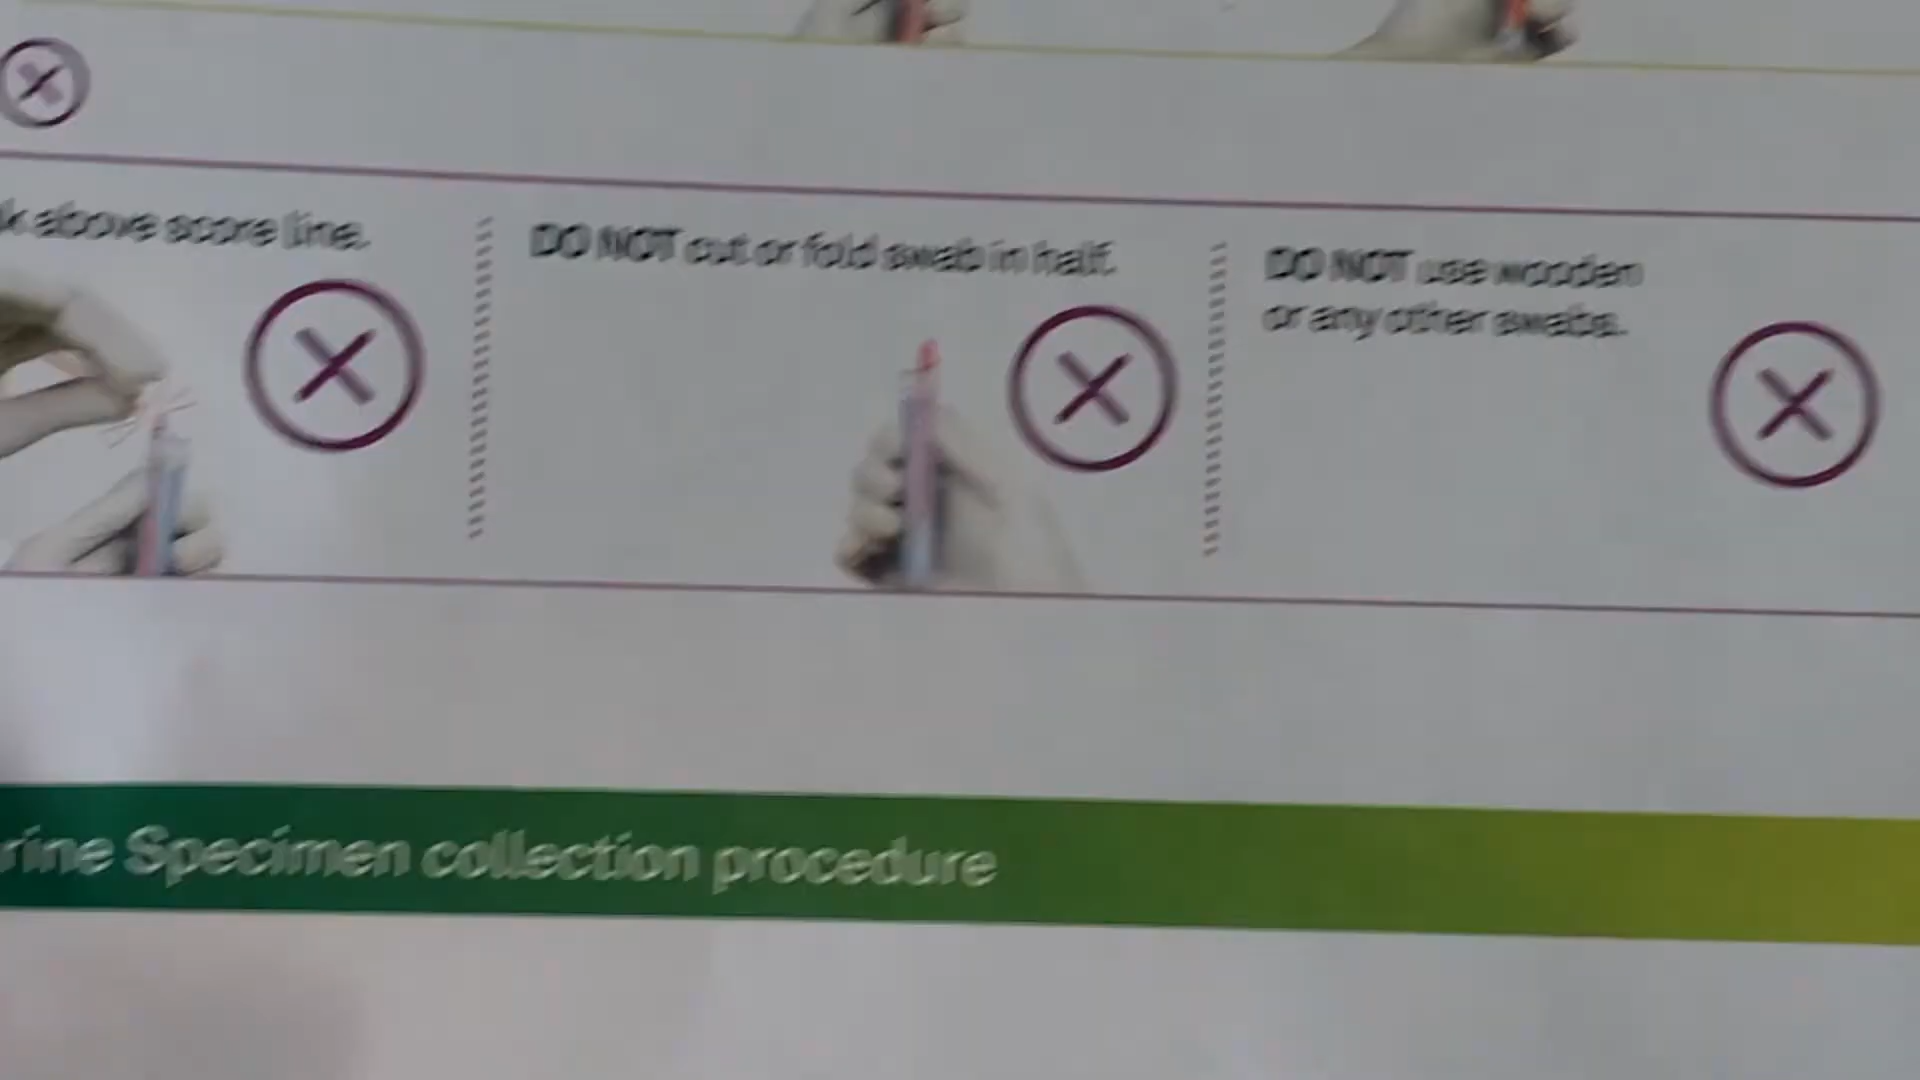 above score line.
DO NOT cut or fold swab in half.
DO NOT use wooden
or any other swabs.
Specimen collection procedure